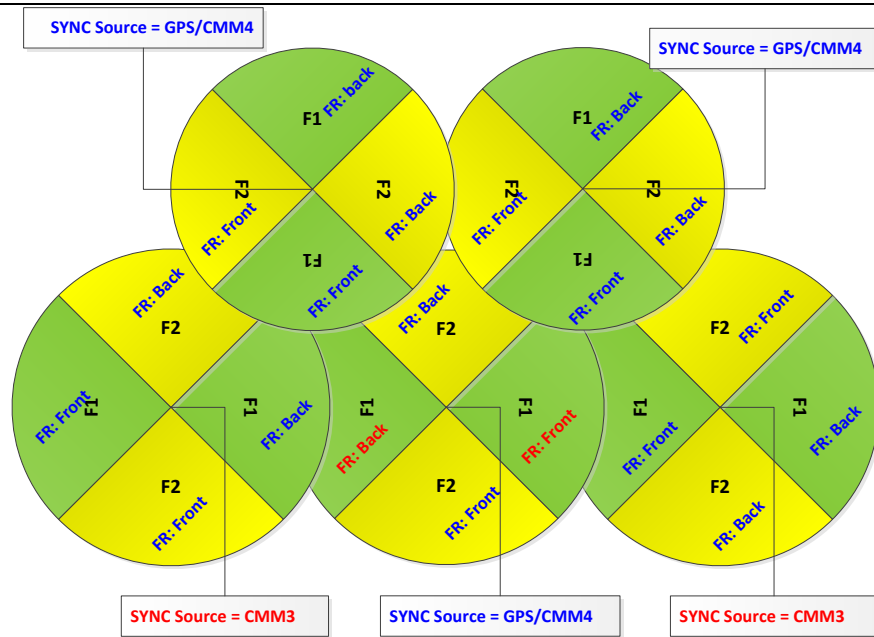 SYNC Source = GPS/CMM4
SYNC Source = GPS/CMM4
F1
FR: back
F2
FR: Front
F2
FR: Back
F1
FR: Front
F1
FR: Back
F2
FR: Front
F2
FR: Back
F1
FR: Front
FR: Back
F2
F1
FR: Front
F1
FR: Back
F2
FR: Front
FR: Back
F2
F1
FR: Back
F1
FR: Front
F2
FR: Front
F2
FR: Front
F1
FR: Front
F1
FR: Back
F2
FR: Back
SYNC Source = CMM3
SYNC Source = GPS/CMM4
SYNC Source = CMM3